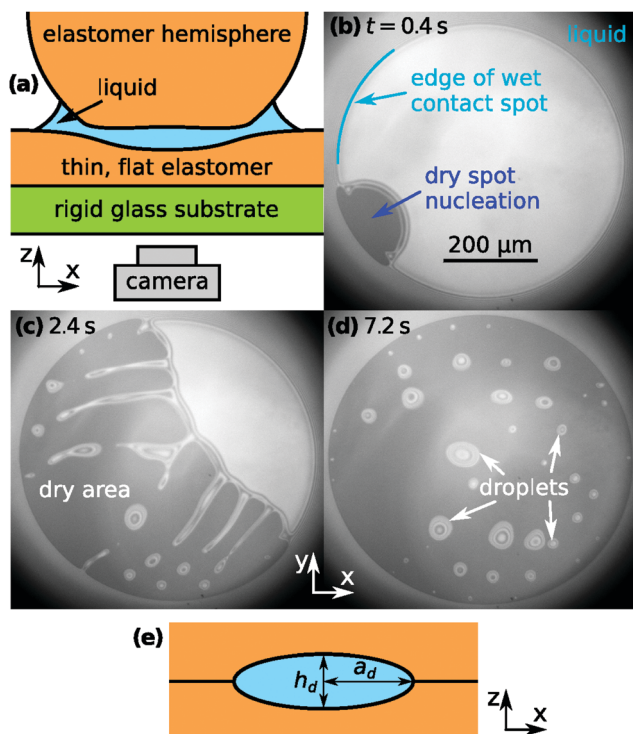 elastomer hemisphere
(a)
liquid
thin, flat elastomer
rigid glass substrate
z
x
camera
(b) t = 0.4 s
liquid
edge of wet
contact spot
dry spot
nucleation
200 µm
(c) 2.4 s
dry area
y
x
(d) 7.2 s
droplets
(e)
h_d
a_d
z
x